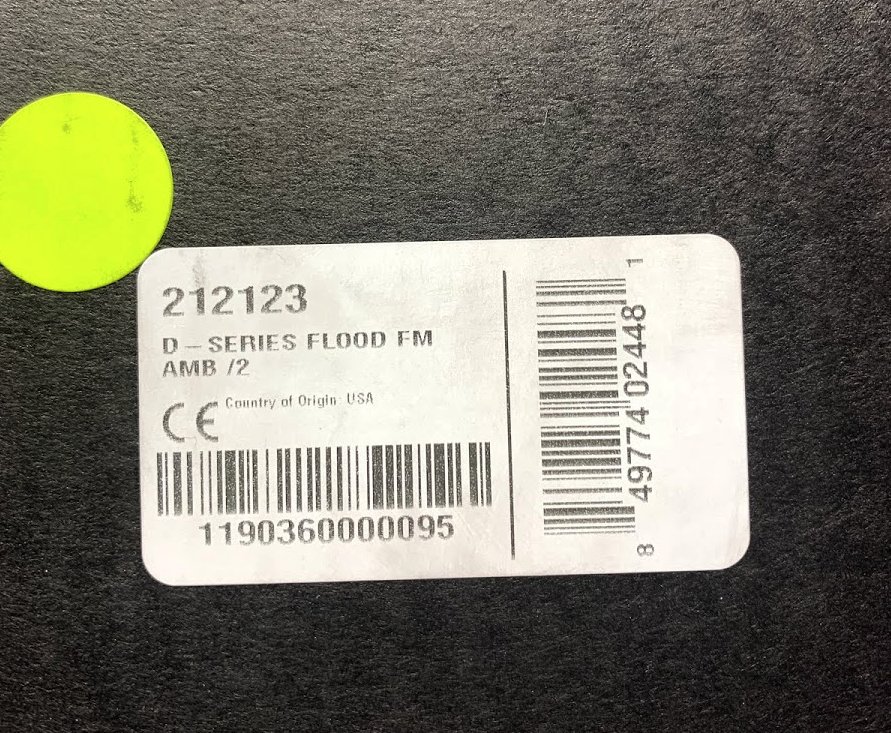 212123
D-SERIES FLOOD FM
AMB /2
CE Country of Origin: USA
1190360000095
8 49774 02448 1